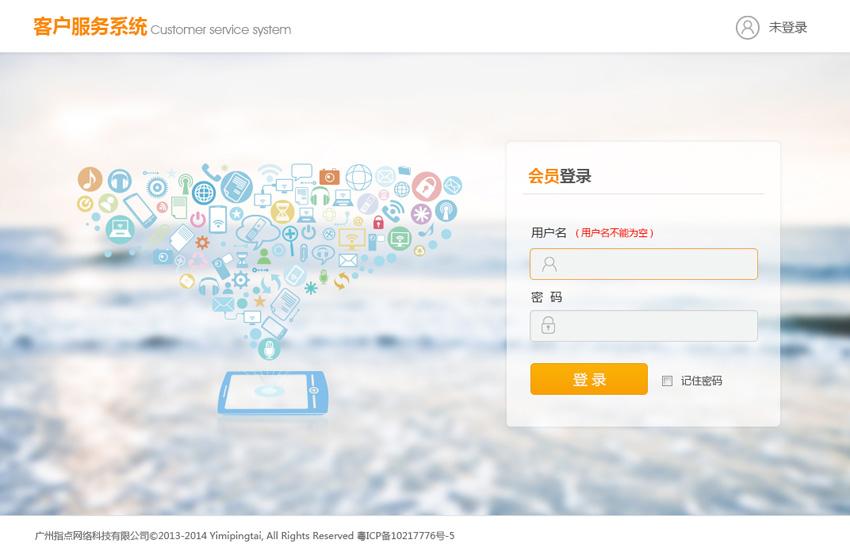 客户服务系统 Customer service system
未登录
会员登录
用户名 （用户名不能为空）
密 码
登 录
记住密码
广州指点网络科技有限公司©2013-2014 Yimipingtai, All Rights Reserved 粤ICP备10217776号-5